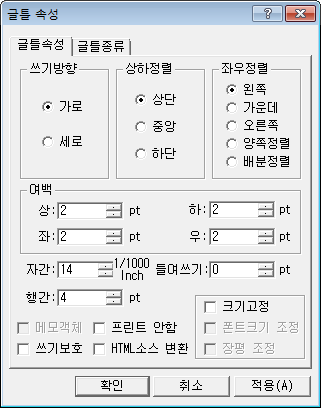 글틀 속성
글틀속성 글틀종류
쓰기방향 상하정렬 좌우정렬
가로 상단 왼쪽
가운데
중앙 오른쪽
세로 양쪽정렬
하단 배분정렬
여백
상: 2 pt 하: 2 pt
좌: 2 pt 우: 2 pt
자간: 14 1/1000 Inch 들여쓰기: 0 pt
행간: 4 pt
크기고정
메모객체 프린트 안함 폰트크기 조정
쓰기보호 HTML소스 변환 장평 조정
확인 취소 적용(A)